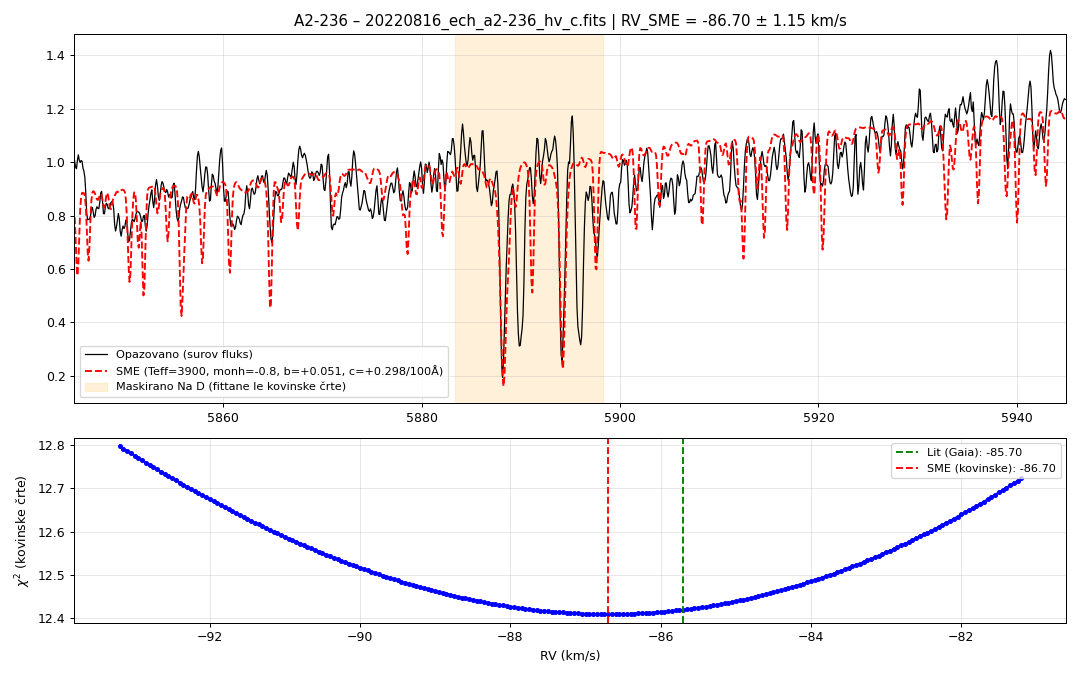 A2-236 – 20220816_ech_a2-236_hv_c.fits | RV_SME = -86.70 ± 1.15 km/s
1.4
1.2
1.0
0.8
0.6
0.4
0.2
Opazovano (surov fluks)
SME (Teff=3900, monh=-0.8, b=+0.051, c=+0.298/100Å)
Maskirano Na D (fittane le kovinske črte)
5860 5880 5900 5920 5940
12.8
12.7
12.6
12.5
12.4
χ² (kovinske črte)
Lit (Gaia): -85.70
SME (kovinske): -86.70
−92 −90 −88 −86 −84 −82
RV (km/s)